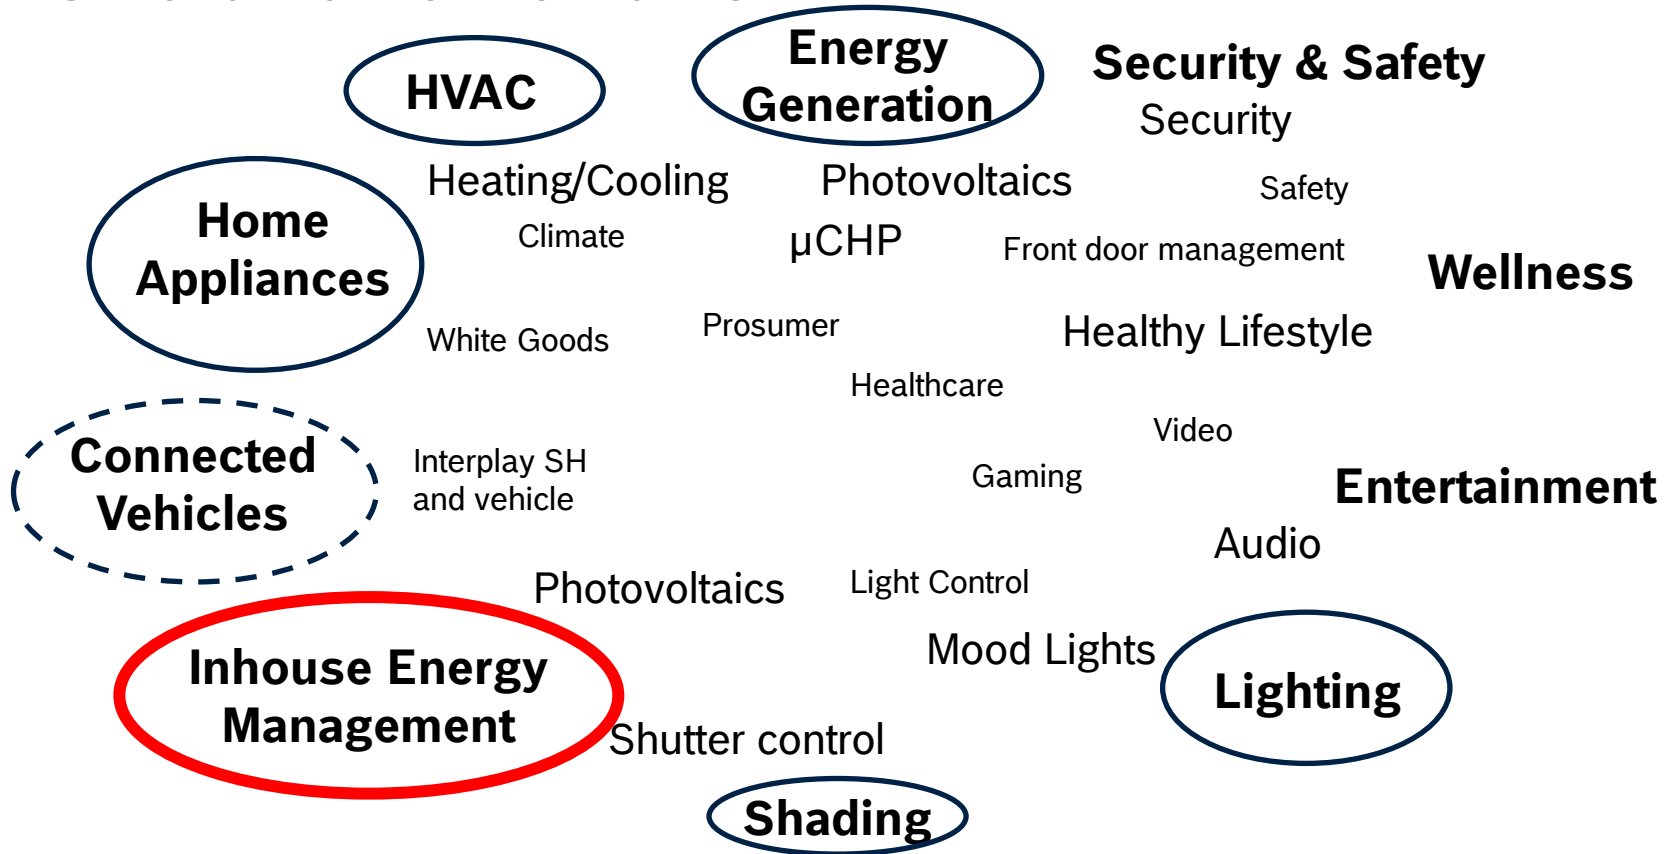 Energy
Generation
HVAC
Security & Safety
Security
Heating/Cooling
Photovoltaics
Safety
Home
Appliances
Climate
µCHP
Front door management
Wellness
White Goods
Prosumer
Healthy Lifestyle
Healthcare
Video
Connected
Vehicles
Interplay SH
and vehicle
Gaming
Entertainment
Audio
Photovoltaics
Light Control
Inhouse Energy
Management
Mood Lights
Lighting
Shutter control
Shading